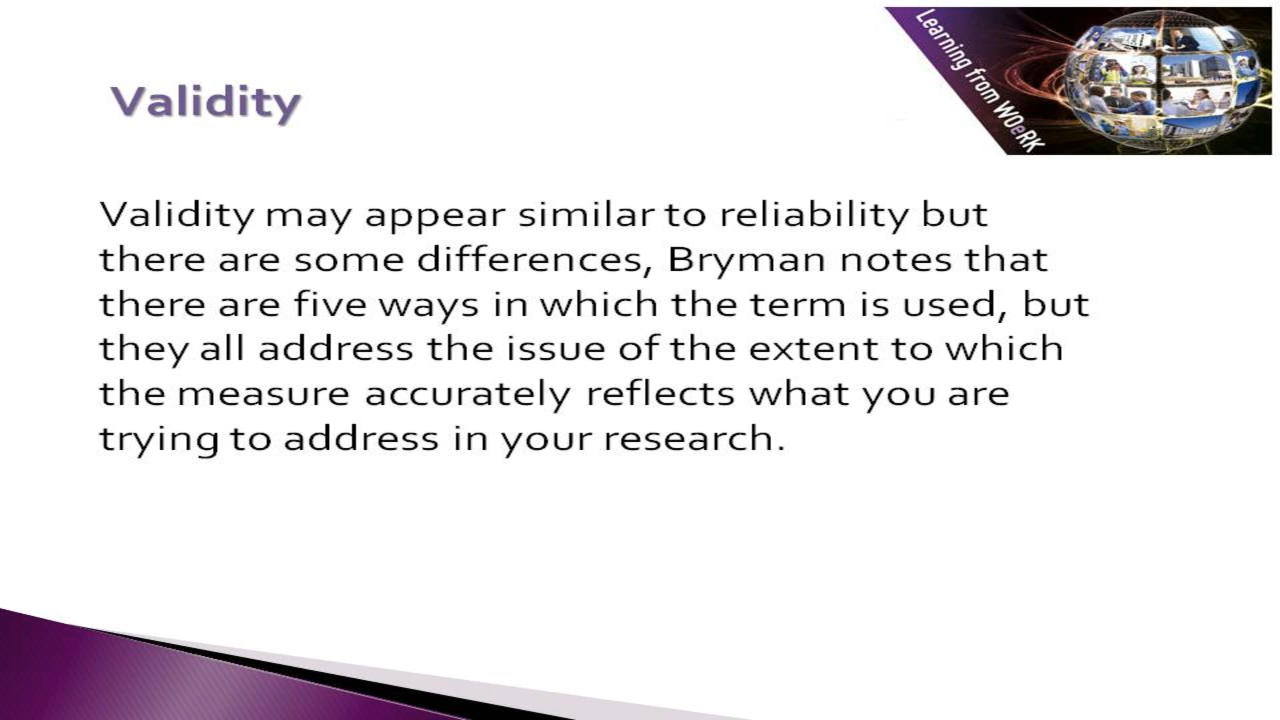 Learning from WOeRK
Validity
Validity may appear similar to reliability but
there are some differences, Bryman notes that
there are five ways in which the term is used, but
they all address the issue of the extent to which
the measure accurately reflects what you are
trying to address in your research.